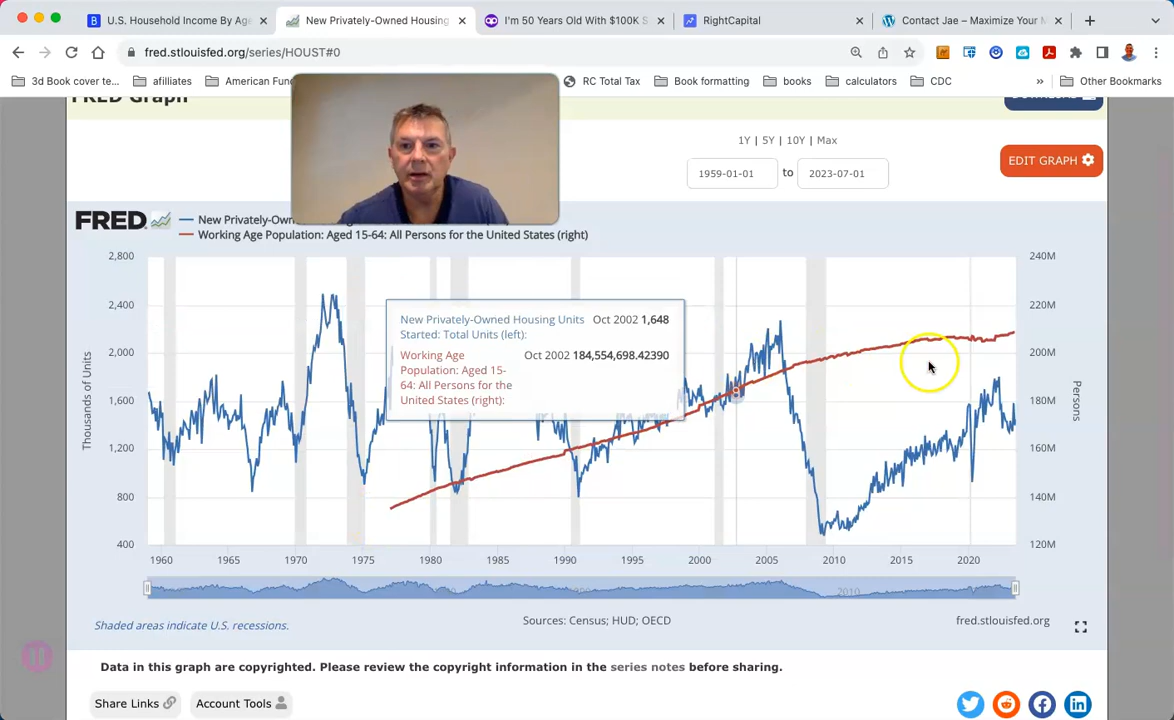 U.S. Household Income By Ag
New Privately-Owned Housing
I'm 50 Years Old With $100K S
RightCapital
Contact Jae – Maximize Your M
fred.stlouisfed.org/series/HOUST#0
3d Book cover te...
afilliates
American Fun
RC Total Tax
Book formatting
books
calculators
CDC
»
Other Bookmarks
FRED Graph
1Y | 5Y | 10Y | Max
1959-01-01 to 2023-07-01
EDIT GRAPH
FRED
New Privately-Own
Working Age Population: Aged 15-64: All Persons for the United States (right)
2,800
2,400
2,000
1,600
1,200
800
400
Thousands of Units
240M
220M
200M
180M
160M
140M
120M
Persons
New Privately-Owned Housing Units Oct 2002 1,648
Started: Total Units (left):
Working Age Oct 2002 184,554,698.42390
Population: Aged 15-
64: All Persons for the
United States (right):
1960 1965 1970 1975 1980 1985 1990 1995 2000 2005 2010 2015 2020
2010
Shaded areas indicate U.S. recessions.
Sources: Census; HUD; OECD
fred.stlouisfed.org
Data in this graph are copyrighted. Please review the copyright information in the series notes before sharing.
Share Links
Account Tools